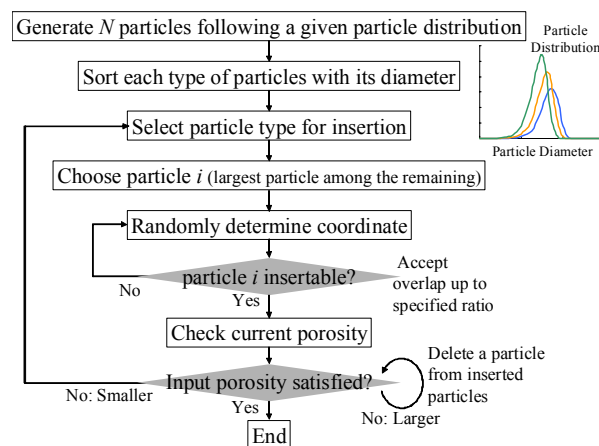 Generate N particles following a given particle distribution
Sort each type of particles with its diameter
Particle
Distribution
Particle Diameter
Select particle type for insertion
Choose particle i (largest particle among the remaining)
Randomly determine coordinate
particle i insertable?
No
Yes
Accept
overlap up to
specified ratio
Check current porosity
Input porosity satisfied?
No: Smaller
Yes
Delete a particle
from inserted
particles
No: Larger
End